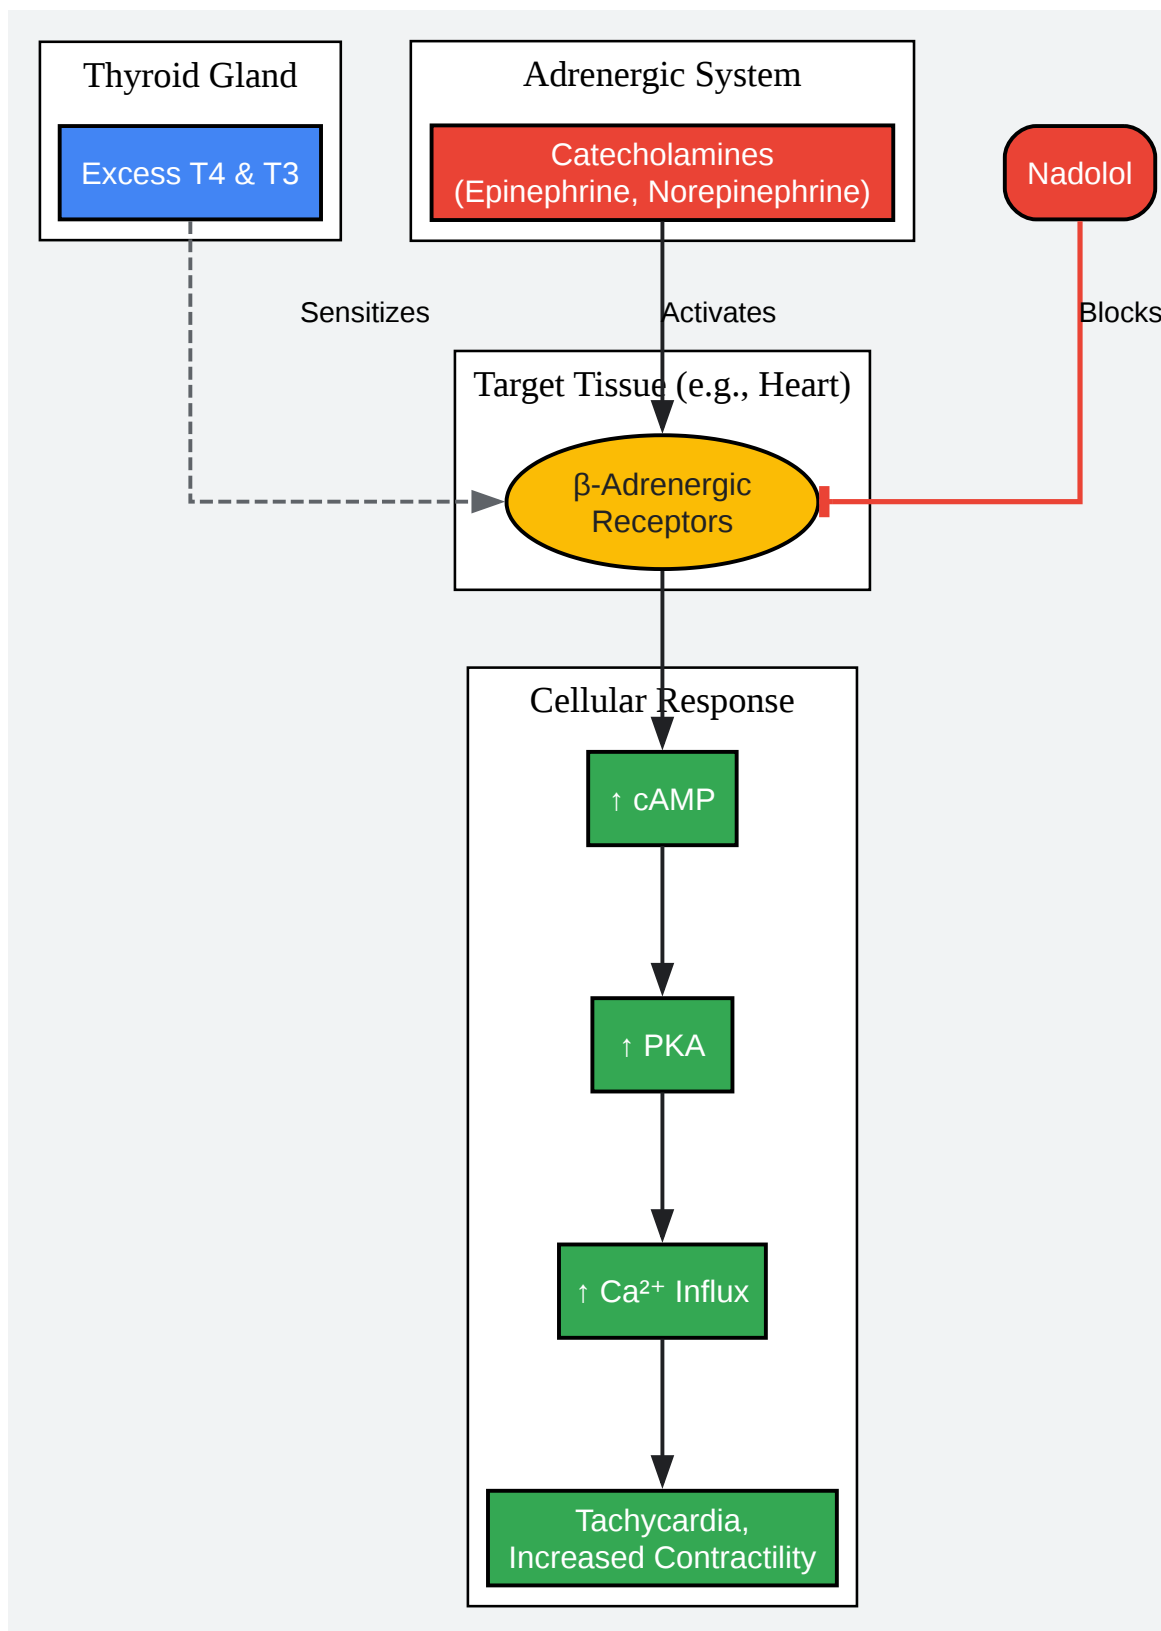 Thyroid Gland
Adrenergic System
Excess T4 & T3
Catecholamines
(Epinephrine, Norepinephrine)
Nadolol
Sensitizes
Activates
Blocks
Target Tissue (e.g., Heart)
β-Adrenergic
Receptors
Cellular Response
↑ cAMP
↑ PKA
↑ Ca²⁺ Influx
Tachycardia,
Increased Contractility